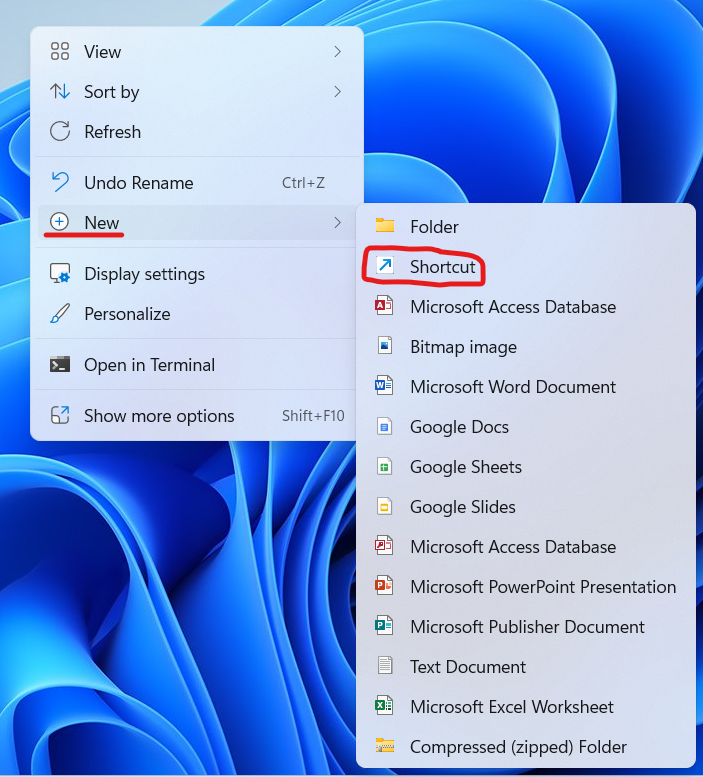 View
Sort by
Refresh
Undo Rename Ctrl+Z
New
Display settings
Personalize
Open in Terminal
Show more options Shift+F10
Folder
Shortcut
Microsoft Access Database
Bitmap image
Microsoft Word Document
Google Docs
Google Sheets
Google Slides
Microsoft Access Database
Microsoft PowerPoint Presentation
Microsoft Publisher Document
Text Document
Microsoft Excel Worksheet
Compressed (zipped) Folder